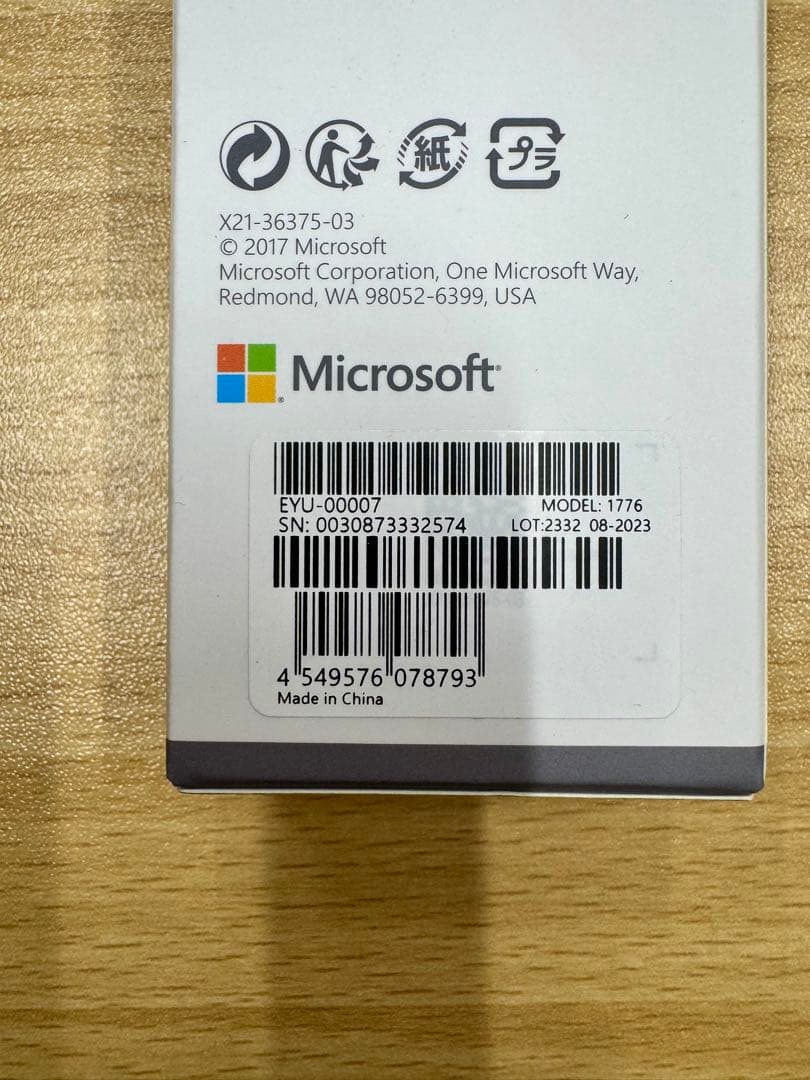 紙
プラ
X21-36375-03
© 2017 Microsoft
Microsoft Corporation, One Microsoft Way,
Redmond, WA 98052-6399, USA
Microsoft®
EYU-00007 MODEL: 1776
SN: 0030873332574 LOT:2332 08-2023
4 549576 078793
Made in China